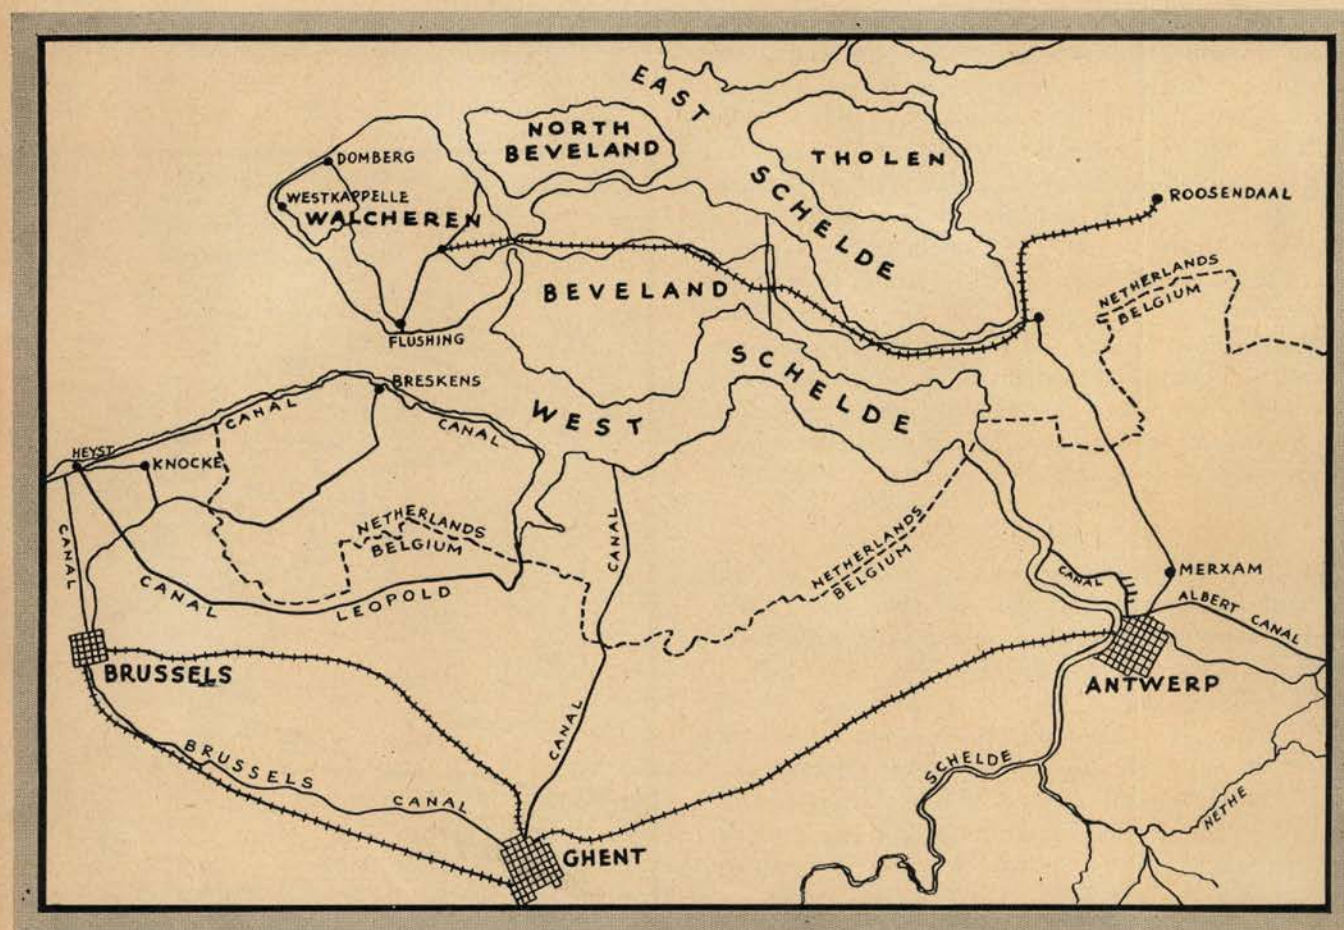 EAST
SCHELDE
NORTH
BEVELAND
THOLEN
DOMBERG
WESTKAPPELLE
WALCHEREN
ROOSENDAAL
NETHERLANDS
BELGIUM
BEVELAND
FLUSHING
WEST
SCHELDE
BRESKENS
CANAL
CANAL
HEYST
KNOCKE
CANAL
NETHERLANDS
BELGIUM
CANAL
NETHERLANDS
BELGIUM
CANAL
LEOPOLD
CANAL
MERXAM
ALBERT CANAL
BRUSSELS
ANTWERP
CANAL
BRUSSELS
CANAL
SCHELDE
NETHE
GHENT